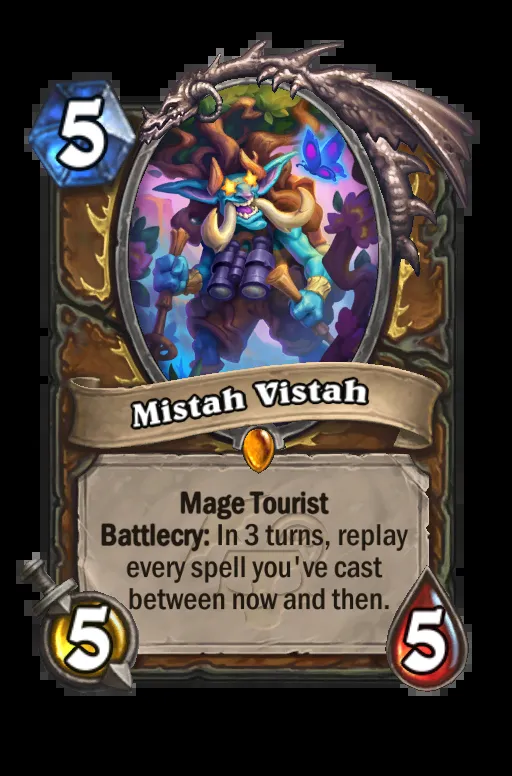 5
Mistah Vistah
Mage Tourist
Battlecry: In 3 turns, replay
every spell you've cast
between now and then.
5
5